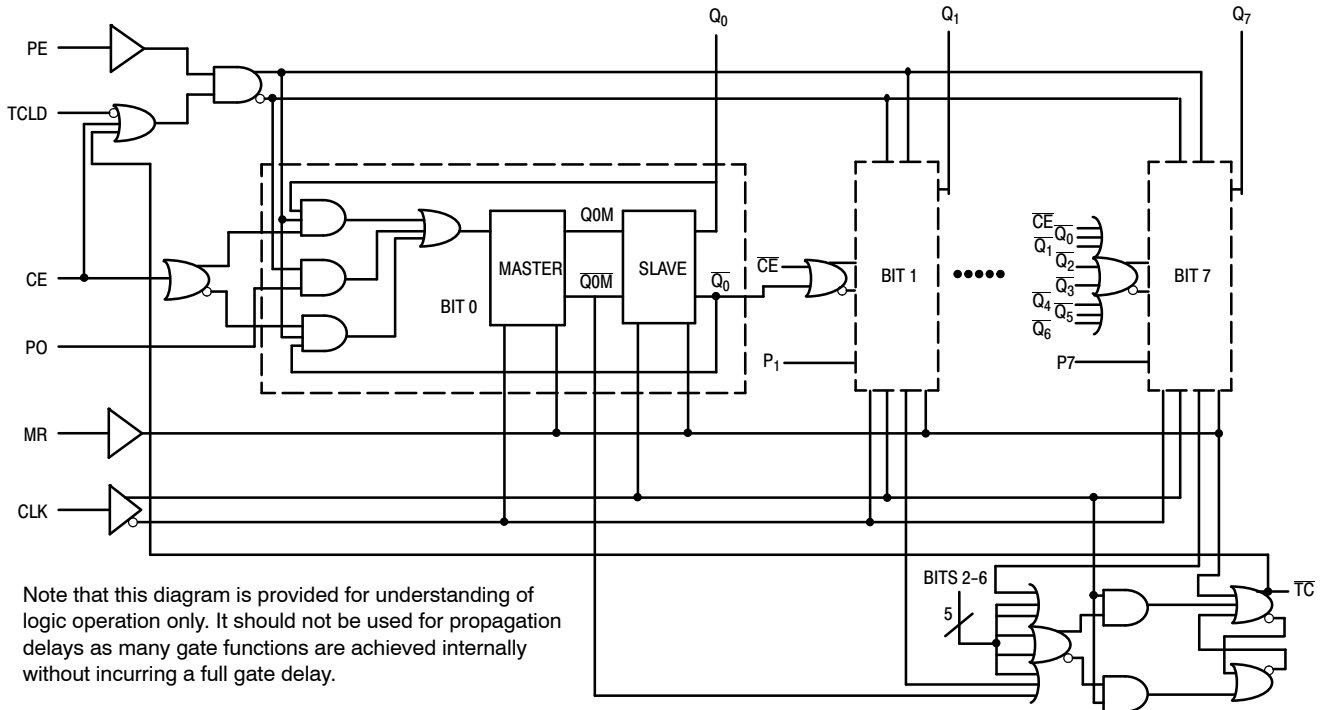 Q0
Q1
Q7
PE
TCLD
CE
PO
MR
CLK
Q0M
Q0M
MASTER
SLAVE
BIT 0
Q0
CE
BIT 1
P1
CE
Q0
Q1
Q2
Q3
Q4
Q5
Q6
BIT 7
P7
BITS 2–6
5
TC
Note that this diagram is provided for understanding of
logic operation only. It should not be used for propagation
delays as many gate functions are achieved internally
without incurring a full gate delay.